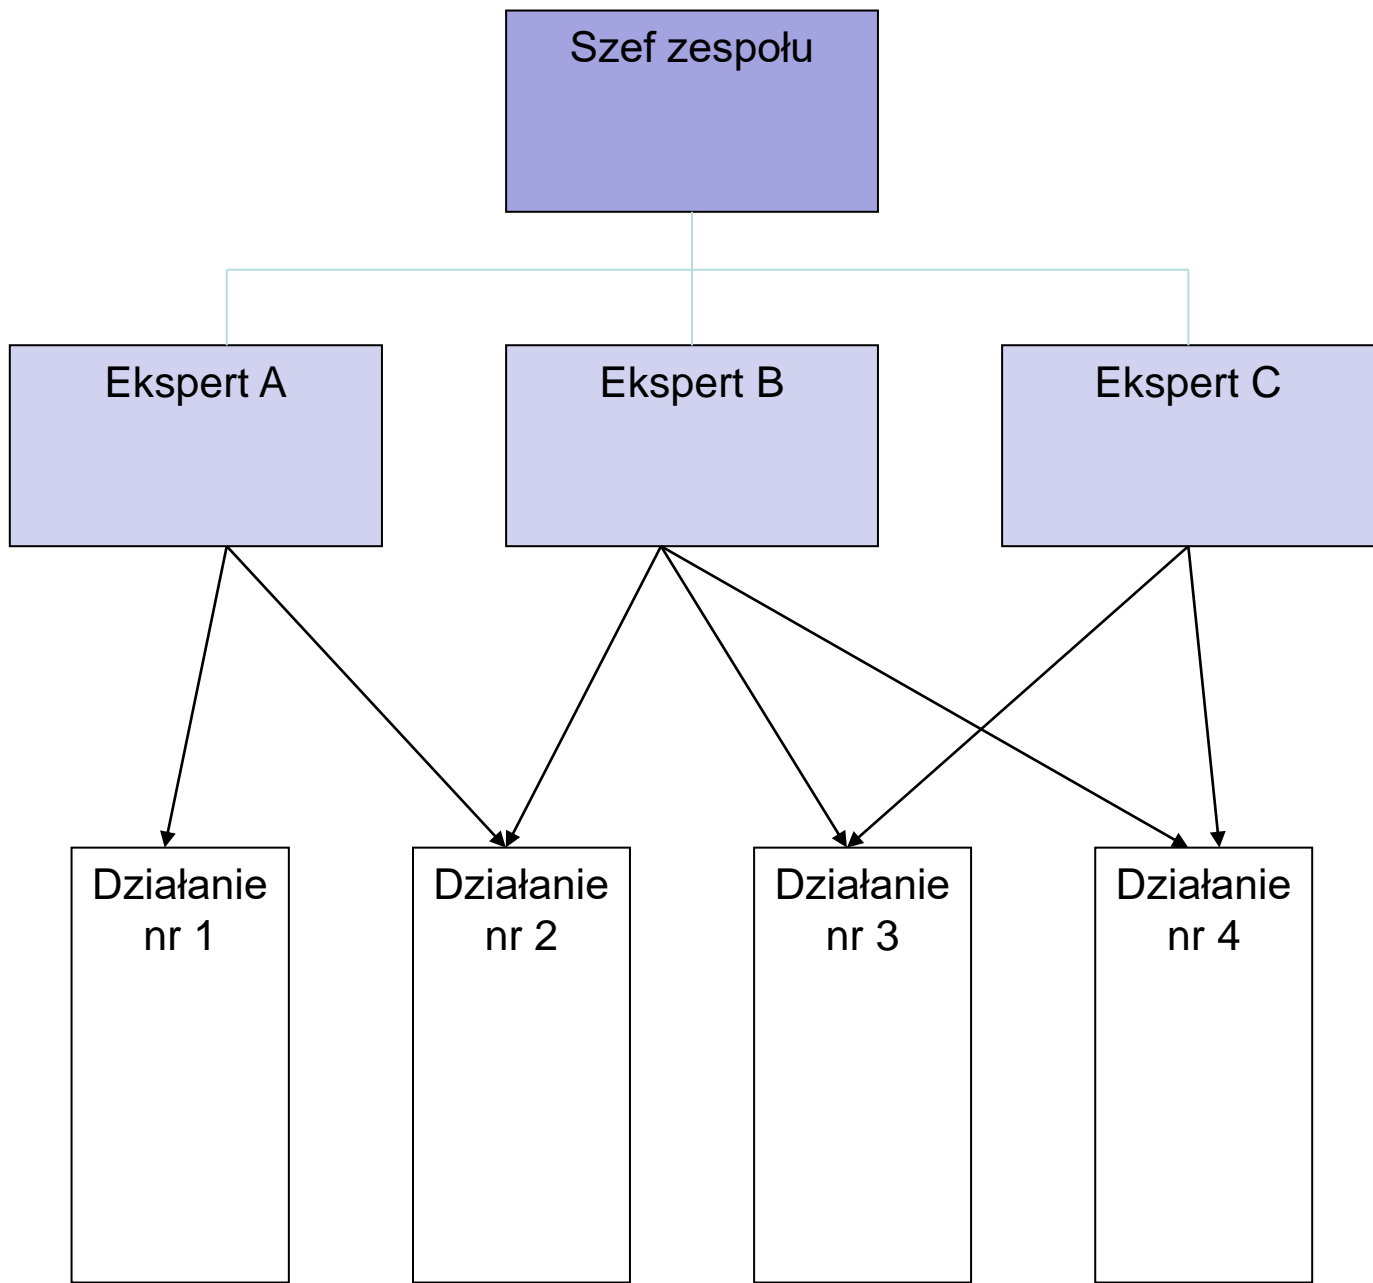 Szef zespołu
Ekspert A
Ekspert B
Ekspert C
Działanie
nr 1
Działanie
nr 2
Działanie
nr 3
Działanie
nr 4